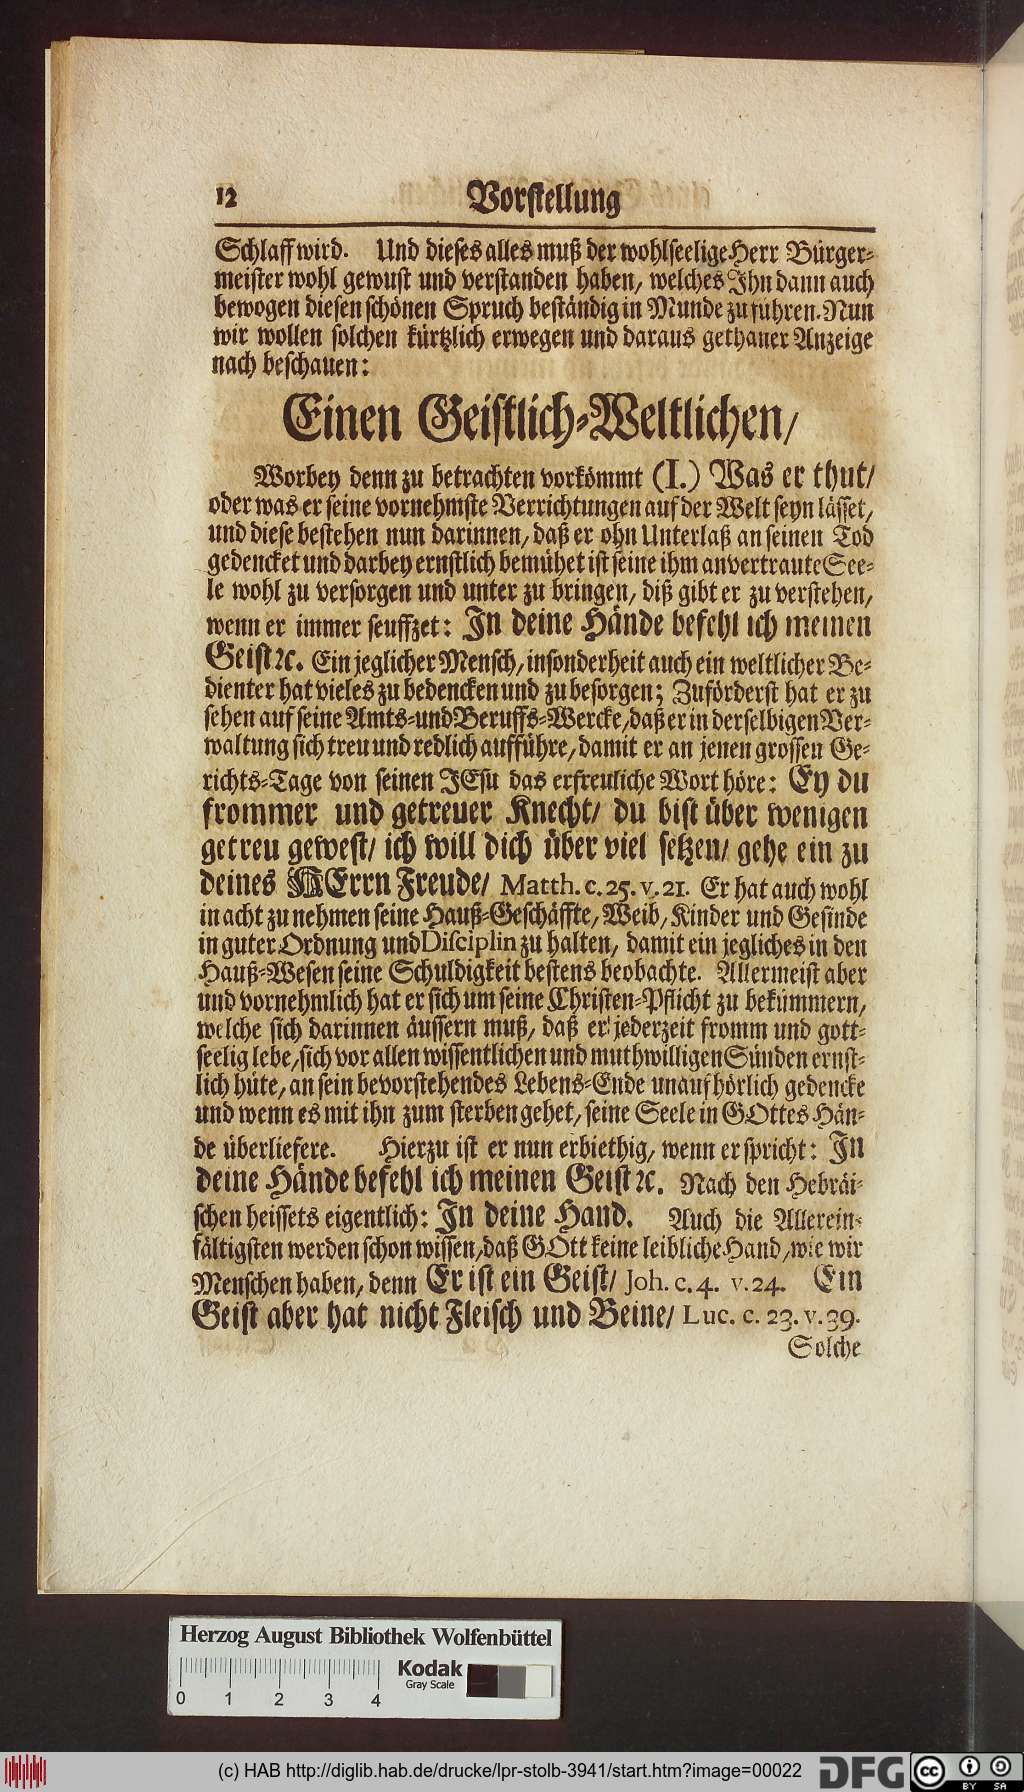 12 Vorstellung
Schlaff wird. Und dieses alles muß der wohlseelige Herr Bürger-
meister wohl gewust und verstanden haben, welches Ihn dann auch
bewogen diesen schönen Spruch beständig in Munde zu führen. Nun
wir wollen solchen kürtzlich erwegen und daraus gethaner Anzeige
nach beschauen:
Einen Geistlich-Weltlichen/
Worbey denn zu betrachten vorkömmt (I.) Was er thut/
oder was er seine vornehmste Verrichtungen auf der Welt seyn lässet,
und diese bestehen nun darinnen, daß er ohn Unterlaß an seinen Tod
gedencket und darbey ernstlich bemühet ist seine ihm anvertraute See-
le wohl zu versorgen und unter zu bringen, diß gibt er zu verstehen,
wenn er immer seuffzet: In deine Hände befehl ich meinen
Geist ꝛc. Ein jeglicher Mensch, insonderheit auch ein weltlicher Be-
dienter hat vieles zu bedencken und zu besorgen; Zuförderst hat er zu
sehen auf seine Amts- und Beruffs-Wercke, daß er in derselbigen Ver-
waltung sich treu und redlich aufführe, damit er an jenen grossen Ge-
richts-Tage von seinen JEsu das erfreuliche Wort höre: Ey du
frommer und getreuer Knecht/ du bist über wenigen
getreu gewest/ ich will dich über viel setzen/ gehe ein zu
deines HErrn Freude/ Matth. c. 25. v. 21. Er hat auch wohl
in acht zu nehmen seine Hauß-Geschäffte, Weib, Kinder und Gesinde
in guter Ordnung und Disciplin zu halten, damit ein jegliches in den
Hauß-Wesen seine Schuldigkeit bestens beobachte. Allermeist aber
und vornehmlich hat er sich um seine Christen-Pflicht zu bekümmern,
welche sich darinnen äussern muß, daß er jederzeit fromm und gott-
seelig lebe, sich vor allen wissentlichen und muthwilligen Sünden ernst-
lich hüte, an sein bevorstehendes Lebens-Ende unaufhörlich gedencke
und wenn es mit ihn zum sterben gehet, seine Seele in GOttes Hän-
de überliefere. Hierzu ist er nun erbiethig, wenn er spricht: In
deine Hände befehl ich meinen Geist ꝛc. Nach den Hebräi-
schen heissets eigentlich: In deine Hand. Auch die Allerein-
fältigsten werden schon wissen, daß GOtt keine leibliche Hand, wie wir
Menschen haben, denn Er ist ein Geist/ Joh. c. 4. v. 24. Ein
Geist aber hat nicht Fleisch und Beine/ Luc. c. 23. v. 39.
Solche
Herzog August Bibliothek Wolfenbüttel
Kodak
Gray Scale
0 1 2 3 4
(c) HAB http://diglib.hab.de/drucke/lpr-stolb-3941/start.htm?image=00022
DFG
cc BY SA